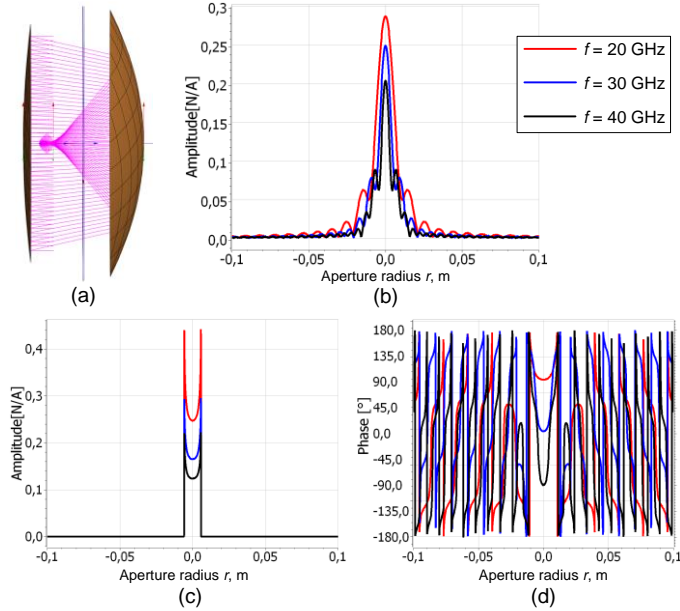 (a)
Amplitude[N/A]
0,3
0,25
0,2
0,15
0,1
0,05
0,0
-0,1 -0,05 0,0 0,05 0,1
Aperture radius r, m
(b)
f = 20 GHz
f = 30 GHz
f = 40 GHz
Amplitude[N/A]
0,4
0,3
0,2
0,1
0,0
-0,1 -0,05 0,0 0,05 0,1
Aperture radius r, m
(c)
Phase [°]
180,0
135,0
90,0
45,0
0,0
-45,0
-90,0
-135,0
-180,0
-0,1 -0,05 0,0 0,05 0,1
Aperture radius r, m
(d)